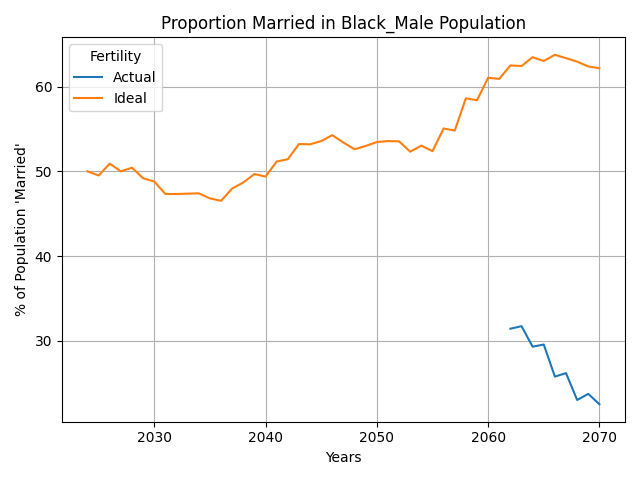 Proportion Married in Black_Male Population
Fertility
Actual
Ideal
% of Population 'Married'
60
50
40
30
2030 2040 2050 2060 2070
Years